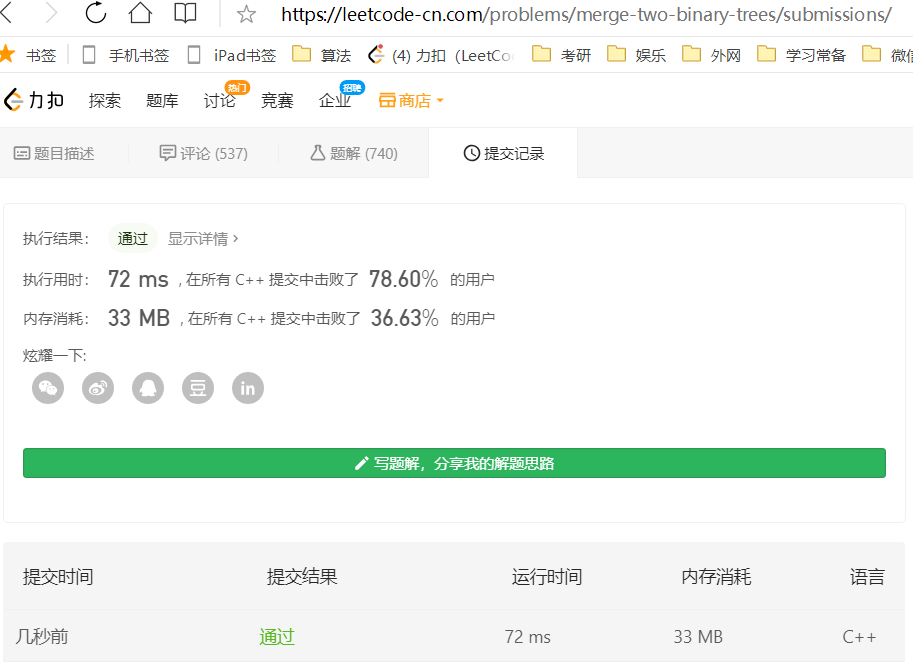 https://leetcode-cn.com/problems/merge-two-binary-trees/submissions/
书签 手机书签 iPad书签 算法 (4) 力扣 (LeetCo 考研 娱乐 外网 学习常备 微信
力扣 探索 题库 讨论 热门 竞赛 企业 招聘 商店
题目描述 评论 (537) 题解 (740) 提交记录
执行结果: 通过 显示详情 >
执行用时: 72 ms , 在所有 C++ 提交中击败了 78.60% 的用户
内存消耗: 33 MB , 在所有 C++ 提交中击败了 36.63% 的用户
炫耀一下:
豆 in
写题解, 分享我的解题思路
提交时间 提交结果 运行时间 内存消耗 语言
几秒前 通过 72 ms 33 MB C++